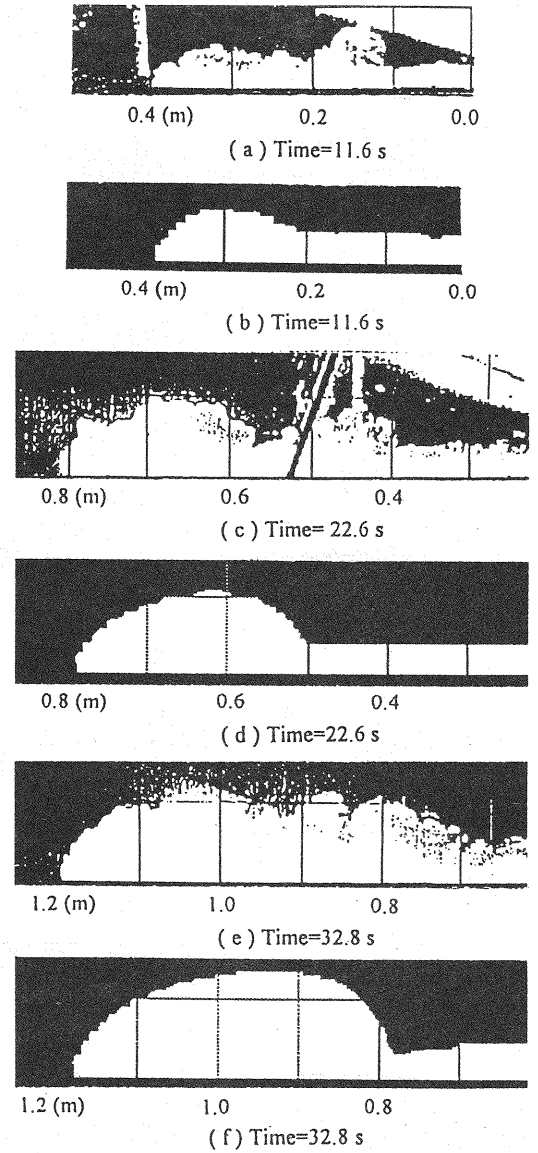 0.4 (m) 0.2 0.0
( a ) Time=11.6 s
0.4 (m) 0.2 0.0
( b ) Time=11.6 s
0.8 (m) 0.6 0.4
( c ) Time= 22.6 s
0.8 (m) 0.6 0.4
( d ) Time=22.6 s
1.2 (m) 1.0 0.8
( e ) Time=32.8 s
1.2 (m) 1.0 0.8
(f) Time=32.8 s